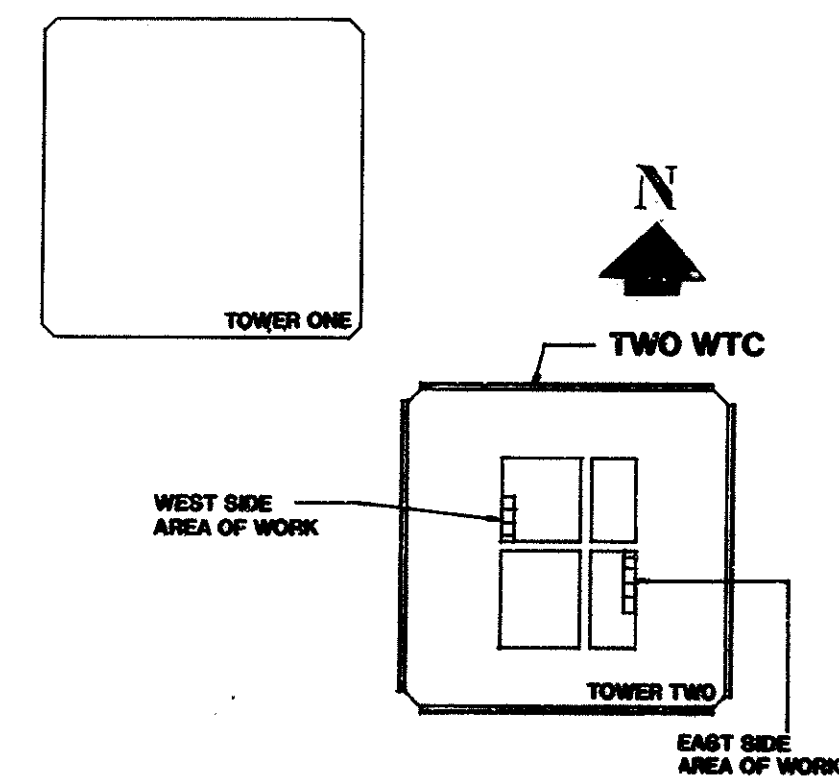 TOWER ONE
N
TWO WTC
WEST SIDE
AREA OF WORK
TOWER TWO
EAST SIDE
AREA OF WORK